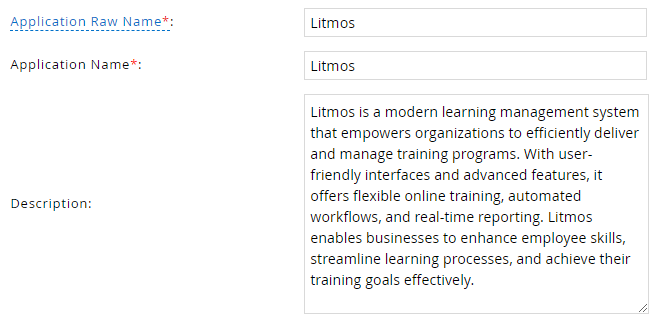 Application Raw Name*: Litmos
Application Name*: Litmos
Description:
Litmos is a modern learning management system
that empowers organizations to efficiently deliver
and manage training programs. With user-
friendly interfaces and advanced features, it
offers flexible online training, automated
workflows, and real-time reporting. Litmos
enables businesses to enhance employee skills,
streamline learning processes, and achieve their
training goals effectively.